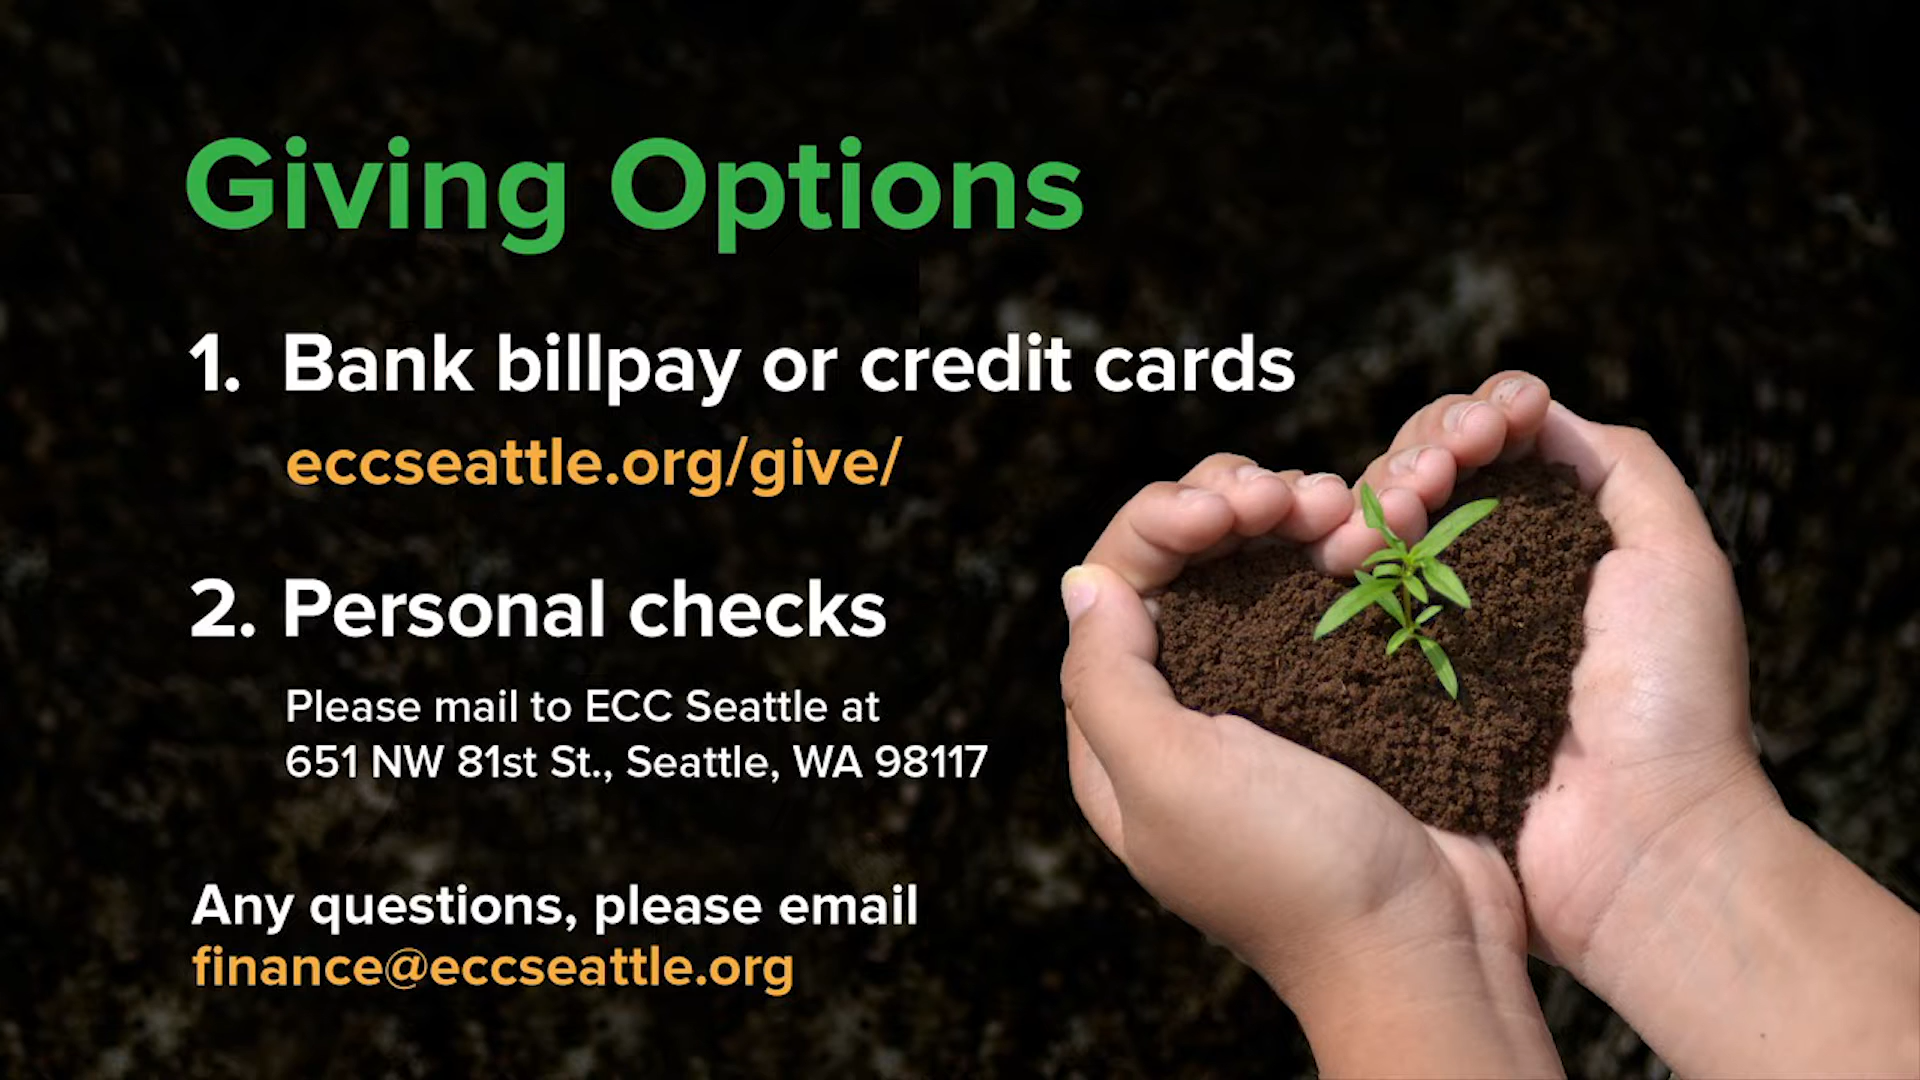 Giving Options
1. Bank billpay or credit cards
eccseattle.org/give/
2. Personal checks
Please mail to ECC Seattle at
651 NW 81st St., Seattle, WA 98117
Any questions, please email
finance@eccseattle.org